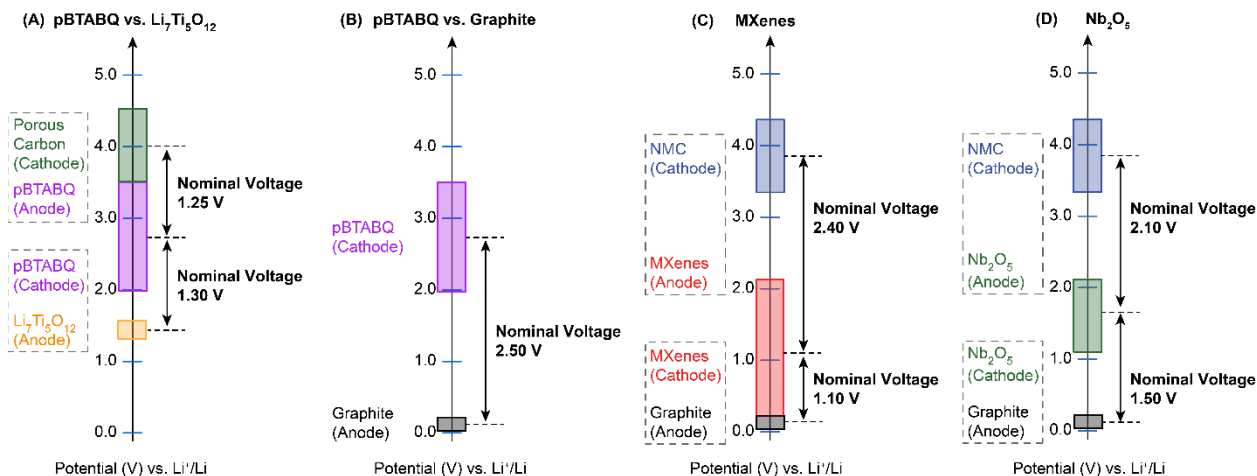 (A) pBTABQ vs. Li₇Ti₅O₁₂
5.0
Porous
Carbon
(Cathode)
4.0
pBTABQ
(Anode)
Nominal Voltage
1.25 V
3.0
pBTABQ
(Cathode)
Nominal Voltage
1.30 V
2.0
Li₇Ti₅O₁₂
(Anode)
1.0
0.0
Potential (V) vs. Li⁺/Li
(B) pBTABQ vs. Graphite
5.0
4.0
3.0
pBTABQ
(Cathode)
2.0
Nominal Voltage
2.50 V
1.0
Graphite
(Anode)
0.0
Potential (V) vs. Li⁺/Li
(C) MXenes
5.0
NMC
(Cathode)
4.0
3.0
Nominal Voltage
2.40 V
MXenes
(Anode)
2.0
MXenes
(Cathode)
1.0
Nominal Voltage
1.10 V
Graphite
(Anode)
0.0
Potential (V) vs. Li⁺/Li
(D) Nb₂O₅
5.0
NMC
(Cathode)
4.0
3.0
Nominal Voltage
2.10 V
Nb₂O₅
(Anode)
2.0
Nb₂O₅
(Cathode)
1.0
Nominal Voltage
1.50 V
Graphite
(Anode)
0.0
Potential (V) vs. Li⁺/Li